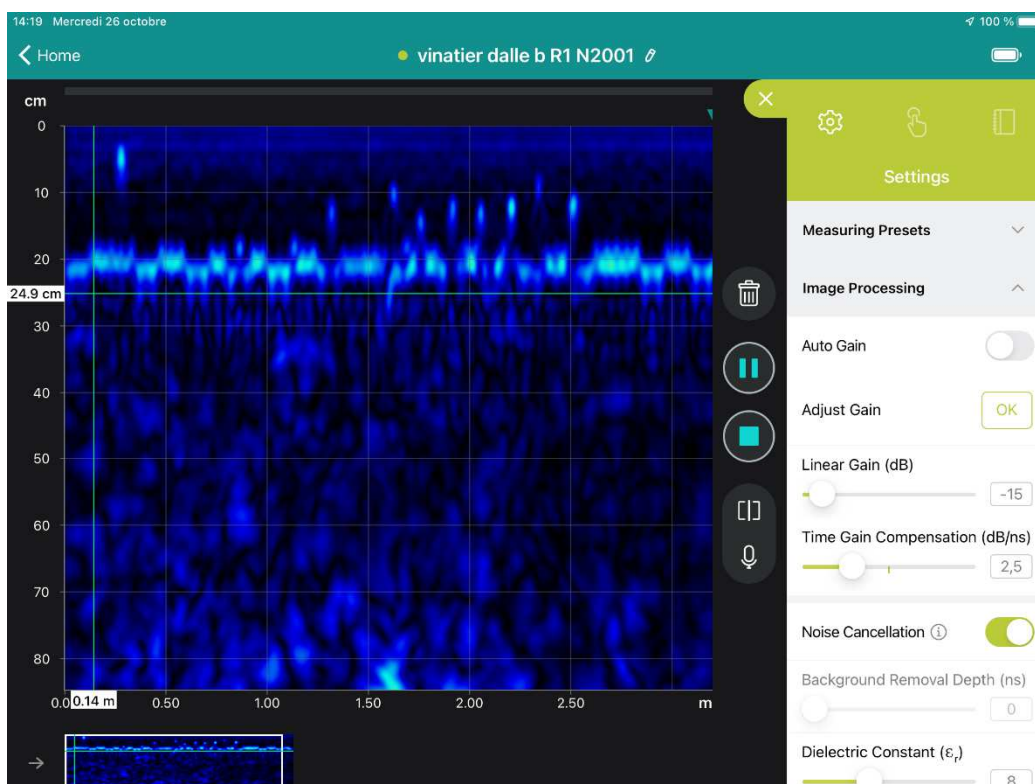 14:19 Mercredi 26 octobre
100 %
Home
vinatier dalle b R1 N2001
cm
0
10
20
24.9 cm
30
40
50
60
70
80
0.0
0.14 m
0.50
1.00
1.50
2.00
2.50
m
Settings
Measuring Presets
Image Processing
Auto Gain
Adjust Gain
OK
Linear Gain (dB)
-15
Time Gain Compensation (dB/ns)
2,5
Noise Cancellation
Background Removal Depth (ns)
0
Dielectric Constant (εr)
8